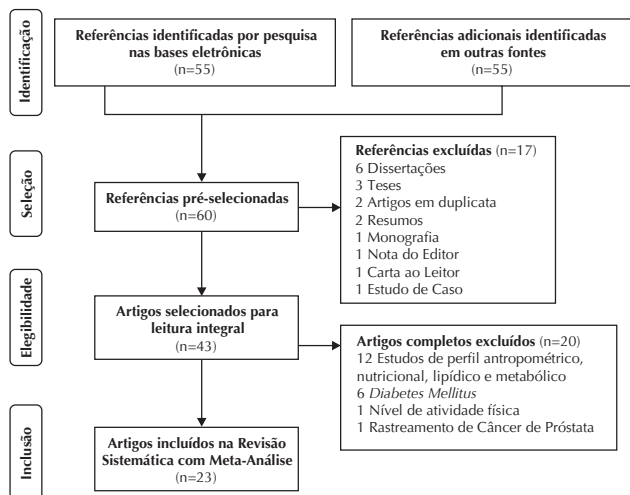 Identificação
Referências identificadas por pesquisa
nas bases eletrônicas
(n=55)
Referências adicionais identificadas
em outras fontes
(n=55)
Seleção
Referências pré-selecionadas
(n=60)
Referências excluídas (n=17)
6 Dissertações
3 Teses
2 Artigos em duplicata
2 Resumos
1 Monografia
1 Nota do Editor
1 Carta ao Leitor
1 Estudo de Caso
Elegibilidade
Artigos selecionados para
leitura integral
(n=43)
Artigos completos excluídos (n=20)
12 Estudos de perfil antropométrico,
nutricional, lipídico e metabólico
6 Diabetes Mellitus
1 Nível de atividade física
1 Rastreamento de Câncer de Próstata
Inclusão
Artigos incluídos na Revisão
Sistemática com Meta-Análise
(n=23)